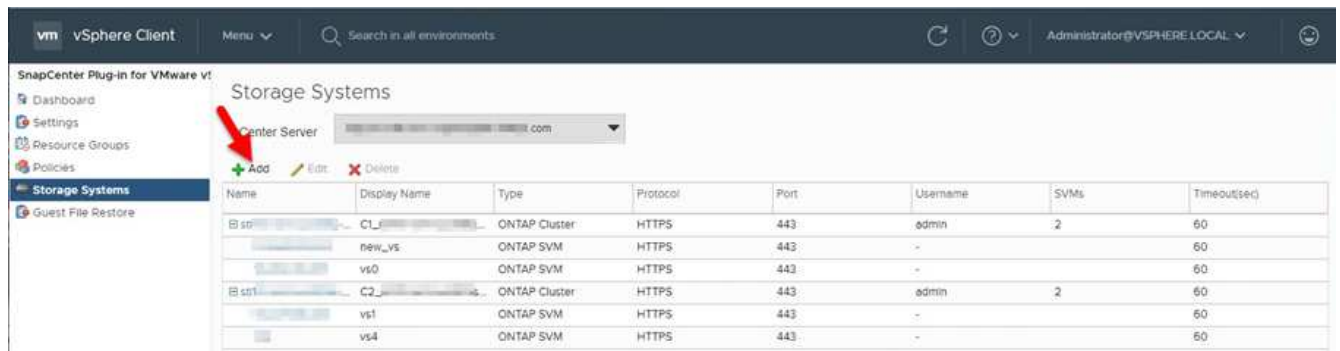 vm vSphere Client Menu Search in all environments Administrator@VSPHERE.LOCAL
SnapCenter Plug-in for VMware
Dashboard
Settings
Resource Groups
Policies
Storage Systems
Guest File Restore
Storage Systems
Center Server .com
Add Edit Delete
Name Display Name Type Protocol Port Username SVMs Timeout(sec)
C1_ ONTAP Cluster HTTPS 443 admin 2 60
new_vs ONTAP SVM HTTPS 443 - 60
vs0 ONTAP SVM HTTPS 443 - 60
C2_ ONTAP Cluster HTTPS 443 admin 2 60
vs1 ONTAP SVM HTTPS 443 - 60
vs4 ONTAP SVM HTTPS 443 - 60